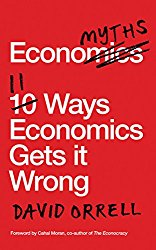 MYTHS
Economics
11
10 Ways
Economics
Gets it
Wrong
DAVID ORRELL
Foreword by Cahal Moran, co-author of The Econocracy